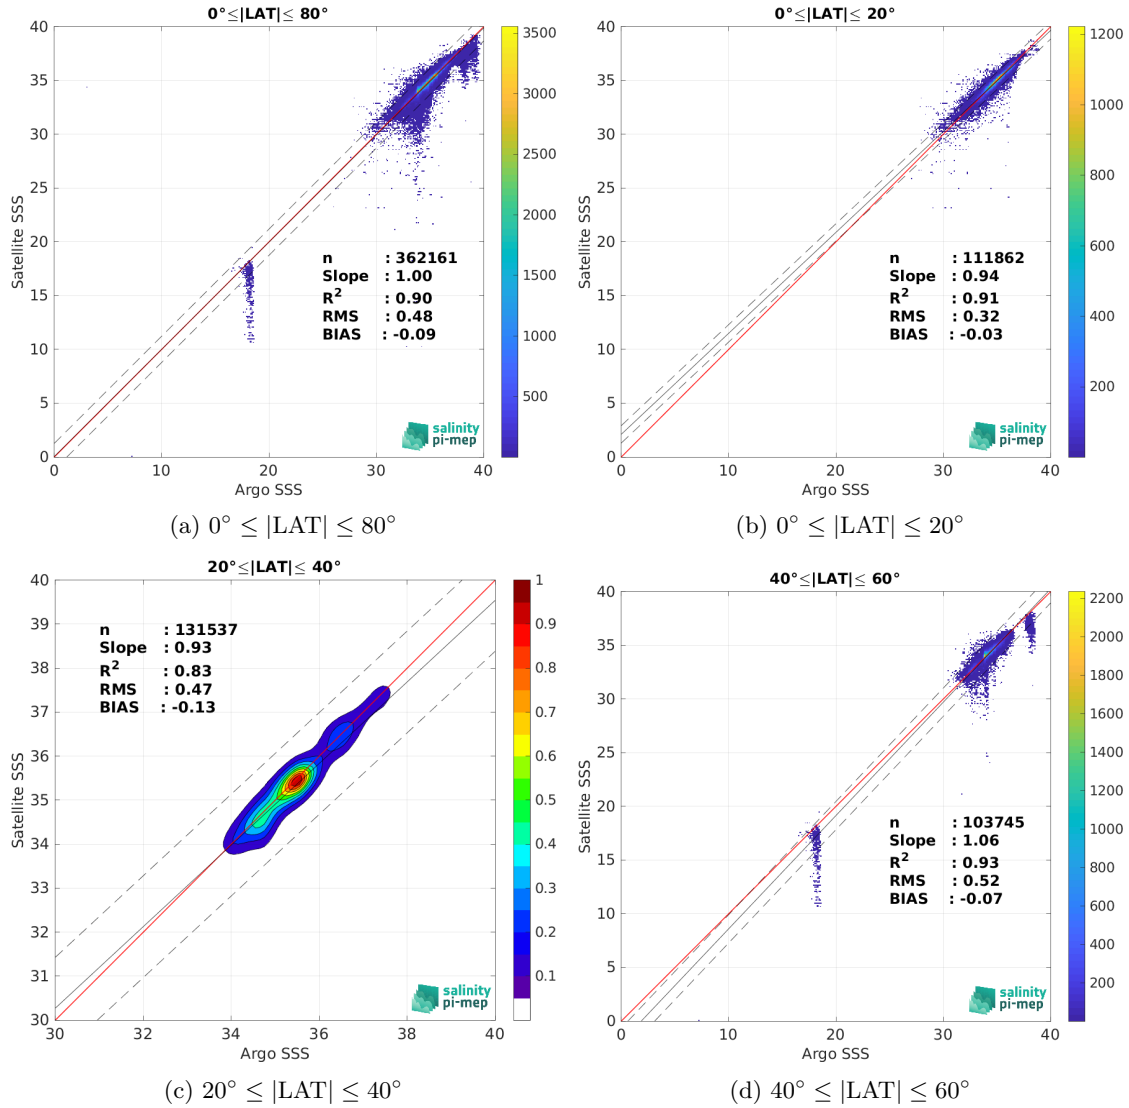 0°≤|LAT|≤ 80°
40
35
30
25
20
15
10
5
0
Satellite SSS
0
10
20
30
40
Argo SSS
n : 362161
Slope : 1.00
R² : 0.90
RMS : 0.48
BIAS : -0.09
salinity
pi-mep
3500
3000
2500
2000
1500
1000
500
(a) 0° ≤ |LAT| ≤ 80°
0°≤|LAT|≤ 20°
40
35
30
25
20
15
10
5
0
Satellite SSS
0
10
20
30
40
Argo SSS
n : 111862
Slope : 0.94
R² : 0.91
RMS : 0.32
BIAS : -0.03
salinity
pi-mep
1200
1000
800
600
400
200
(b) 0° ≤ |LAT| ≤ 20°
20°≤|LAT|≤ 40°
40
39
38
37
36
35
34
33
32
31
30
Satellite SSS
30
32
34
36
38
40
Argo SSS
n : 131537
Slope : 0.93
R² : 0.83
RMS : 0.47
BIAS : -0.13
salinity
pi-mep
1
0.9
0.8
0.7
0.6
0.5
0.4
0.3
0.2
0.1
(c) 20° ≤ |LAT| ≤ 40°
40°≤|LAT|≤ 60°
40
35
30
25
20
15
10
5
0
Satellite SSS
0
10
20
30
40
Argo SSS
n : 103745
Slope : 1.06
R² : 0.93
RMS : 0.52
BIAS : -0.07
salinity
pi-mep
2200
2000
1800
1600
1400
1200
1000
800
600
400
200
(d) 40° ≤ |LAT| ≤ 60°